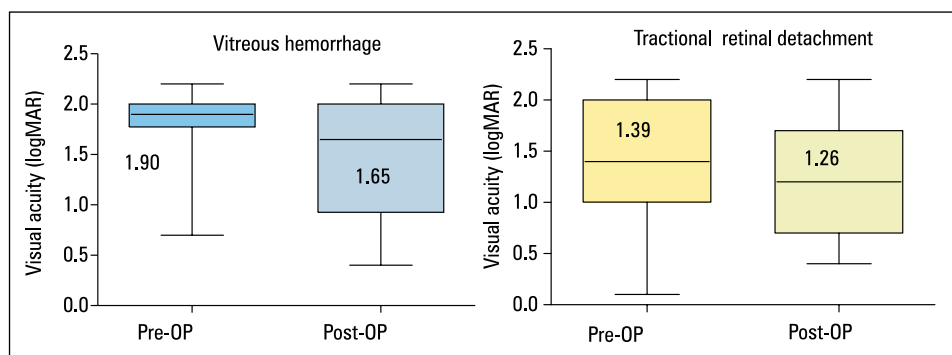 Vitreous hemorrhage
Visual acuity (logMAR)
2.5
2.0
1.5
1.0
0.5
0.0
1.90
1.65
Pre-OP Post-OP
Tractional retinal detachment
Visual acuity (logMAR)
2.5
2.0
1.5
1.0
0.5
0.0
1.39
1.26
Pre-OP Post-OP